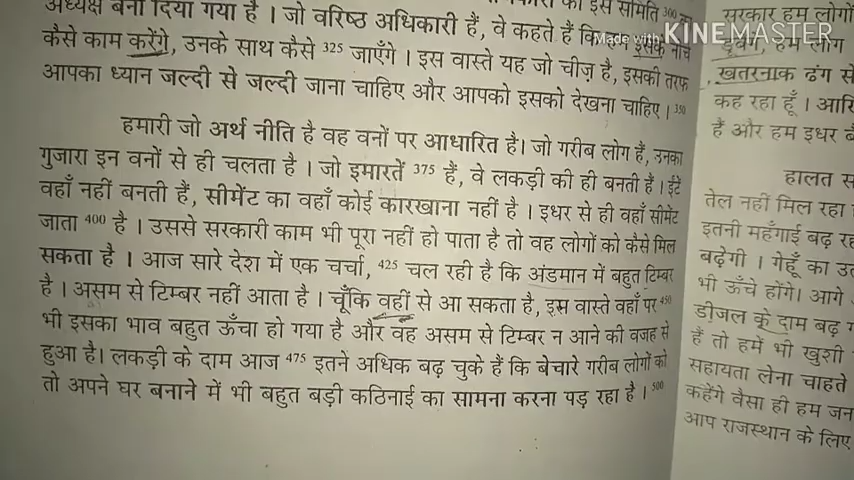 अध्यक्ष बना दिया गया है । जो वरिष्ठ अधिकारी हैं, वे कहते हैं कि हम इसके नीचे
कैसे काम करेंगे, उनके साथ कैसे 325 जाएँगे । इस वास्ते यह जो चीज़ है, इसकी तरफ
आपका ध्यान जल्दी से जल्दी जाना चाहिए और आपको इसको देखना चाहिए । 350
हमारी जो अर्थ नीति है वह वनों पर आधारित है। जो गरीब लोग हैं, उनका
गुजारा इन वनों से ही चलता है । जो इमारतें 375 हैं, वे लकड़ी की ही बनती है । ईंटें
वहाँ नहीं बनती हैं, सीमेंट का वहाँ कोई कारखाना नहीं है । इधर से ही वहाँ सीमेंट
जाता 400 है । उससे सरकारी काम भी पूरा नहीं हो पाता है तो वह लोगों को कैसे मिल
सकता है । आज सारे देश में एक चर्चा, 425 चल रही है कि अंडमान में बहुत टिम्बर
है । असम से टिम्बर नहीं आता है । चूँकि वहीं से आ सकता है, इस वास्ते वहाँ पर 450
भी इसका भाव बहुत ऊँचा हो गया है और वह असम से टिम्बर न आने की वजह से
हुआ है। लकड़ी के दाम आज 475 इतने अधिक बढ़ चुके हैं कि बेचारे गरीब लोगों को
तो अपने घर बनाने में भी बहुत बड़ी कठिनाई का सामना करना पड़ रहा है । 500
Made with KINEMASTER
सरकार हम लोगों
डूबेंगे, हम लोग
खतरनाक ढंग से
कह रहा हूँ । आरि
हैं और हम इधर बै
हालत स
तेल नहीं मिल रहा
इतनी महँगाई बढ़ रह
बढ़ेगी । गेहूँ का उत
भी ऊँचे होंगे। आगे
डीजल के दाम बढ़
हैं तो हमें भी खुशी
सहायता लेना चाहते
कहेंगे वैसा ही हम जन
आप राजस्थान के लिए